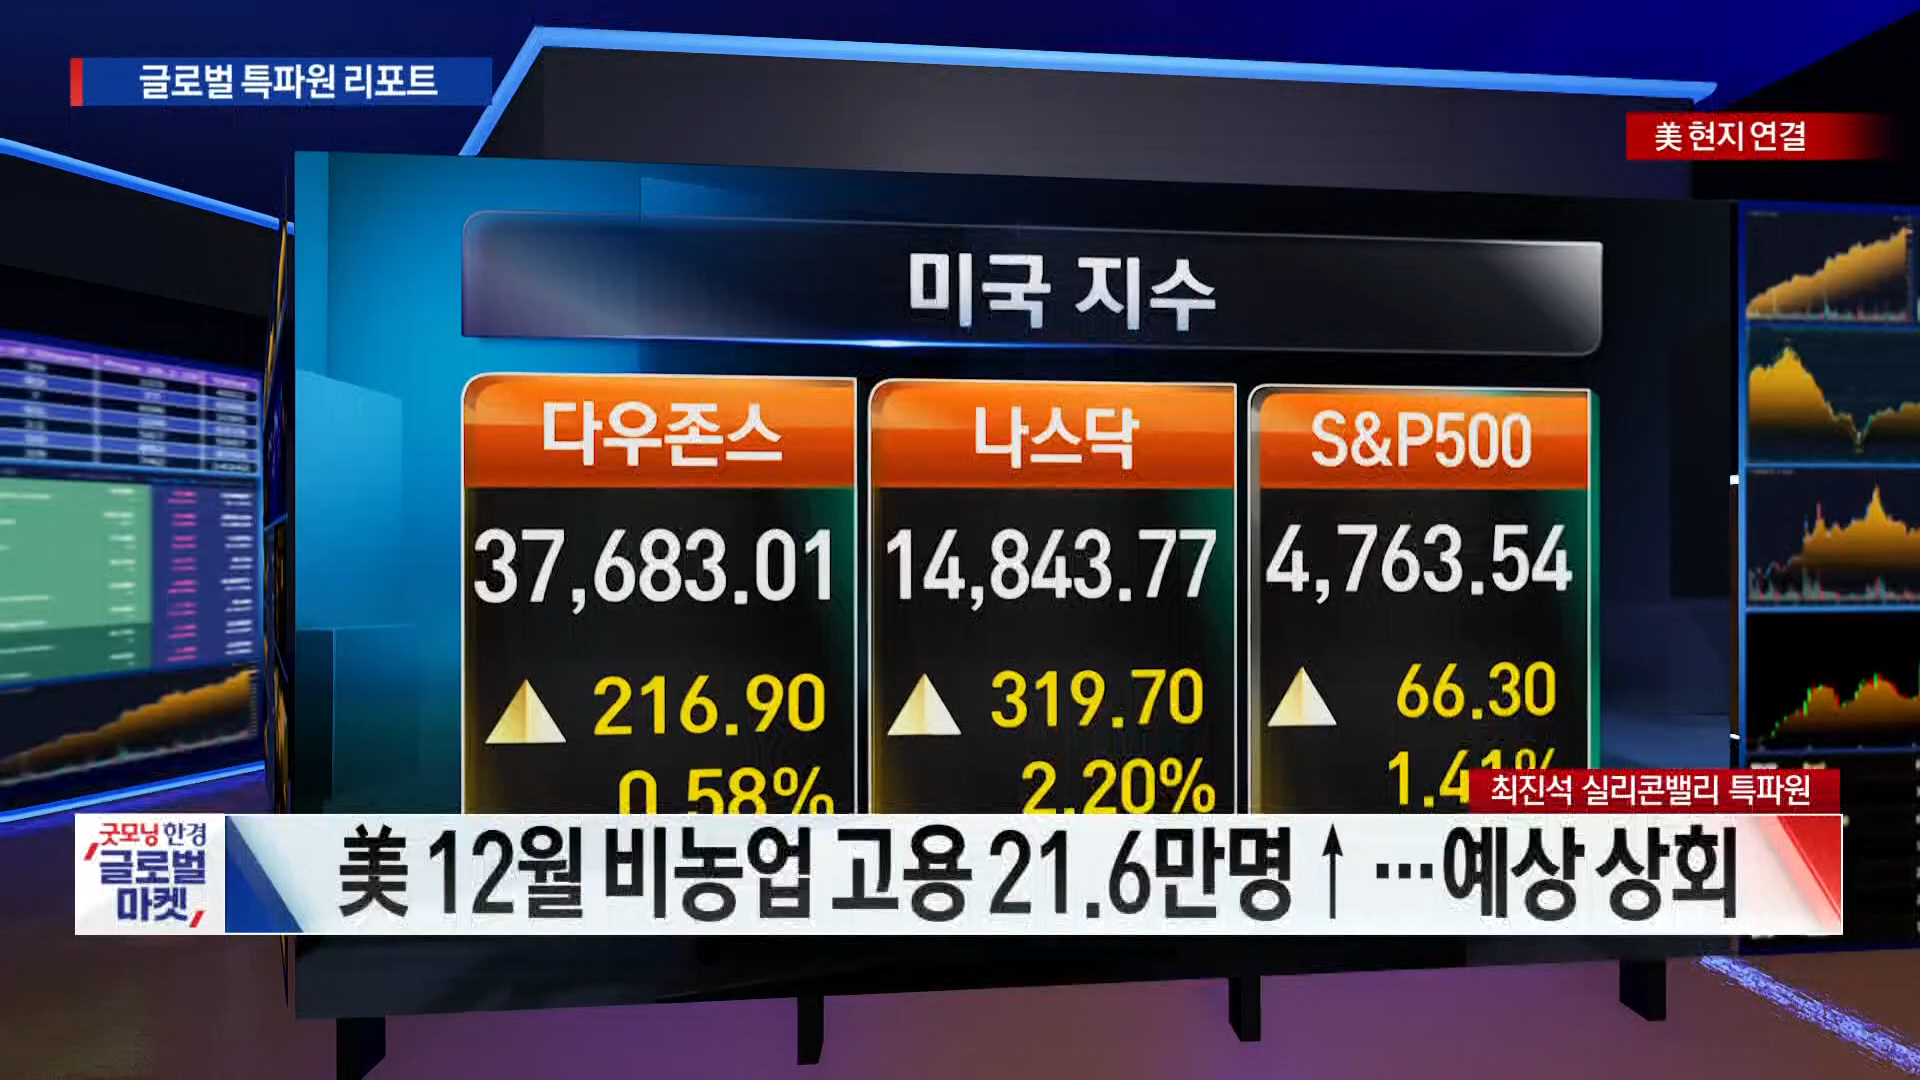 글로벌 특파원 리포트
美 현지 연결
미국 지수
다우존스
37,683.01
▲ 216.90
0.58%
나스닥
14,843.77
▲ 319.70
2.20%
S&P500
4,763.54
▲ 66.30
1.41%
최진석 실리콘밸리 특파원
굿모닝 한경
글로벌
마켓
美 12월 비농업 고용 21.6만명↑…예상 상회